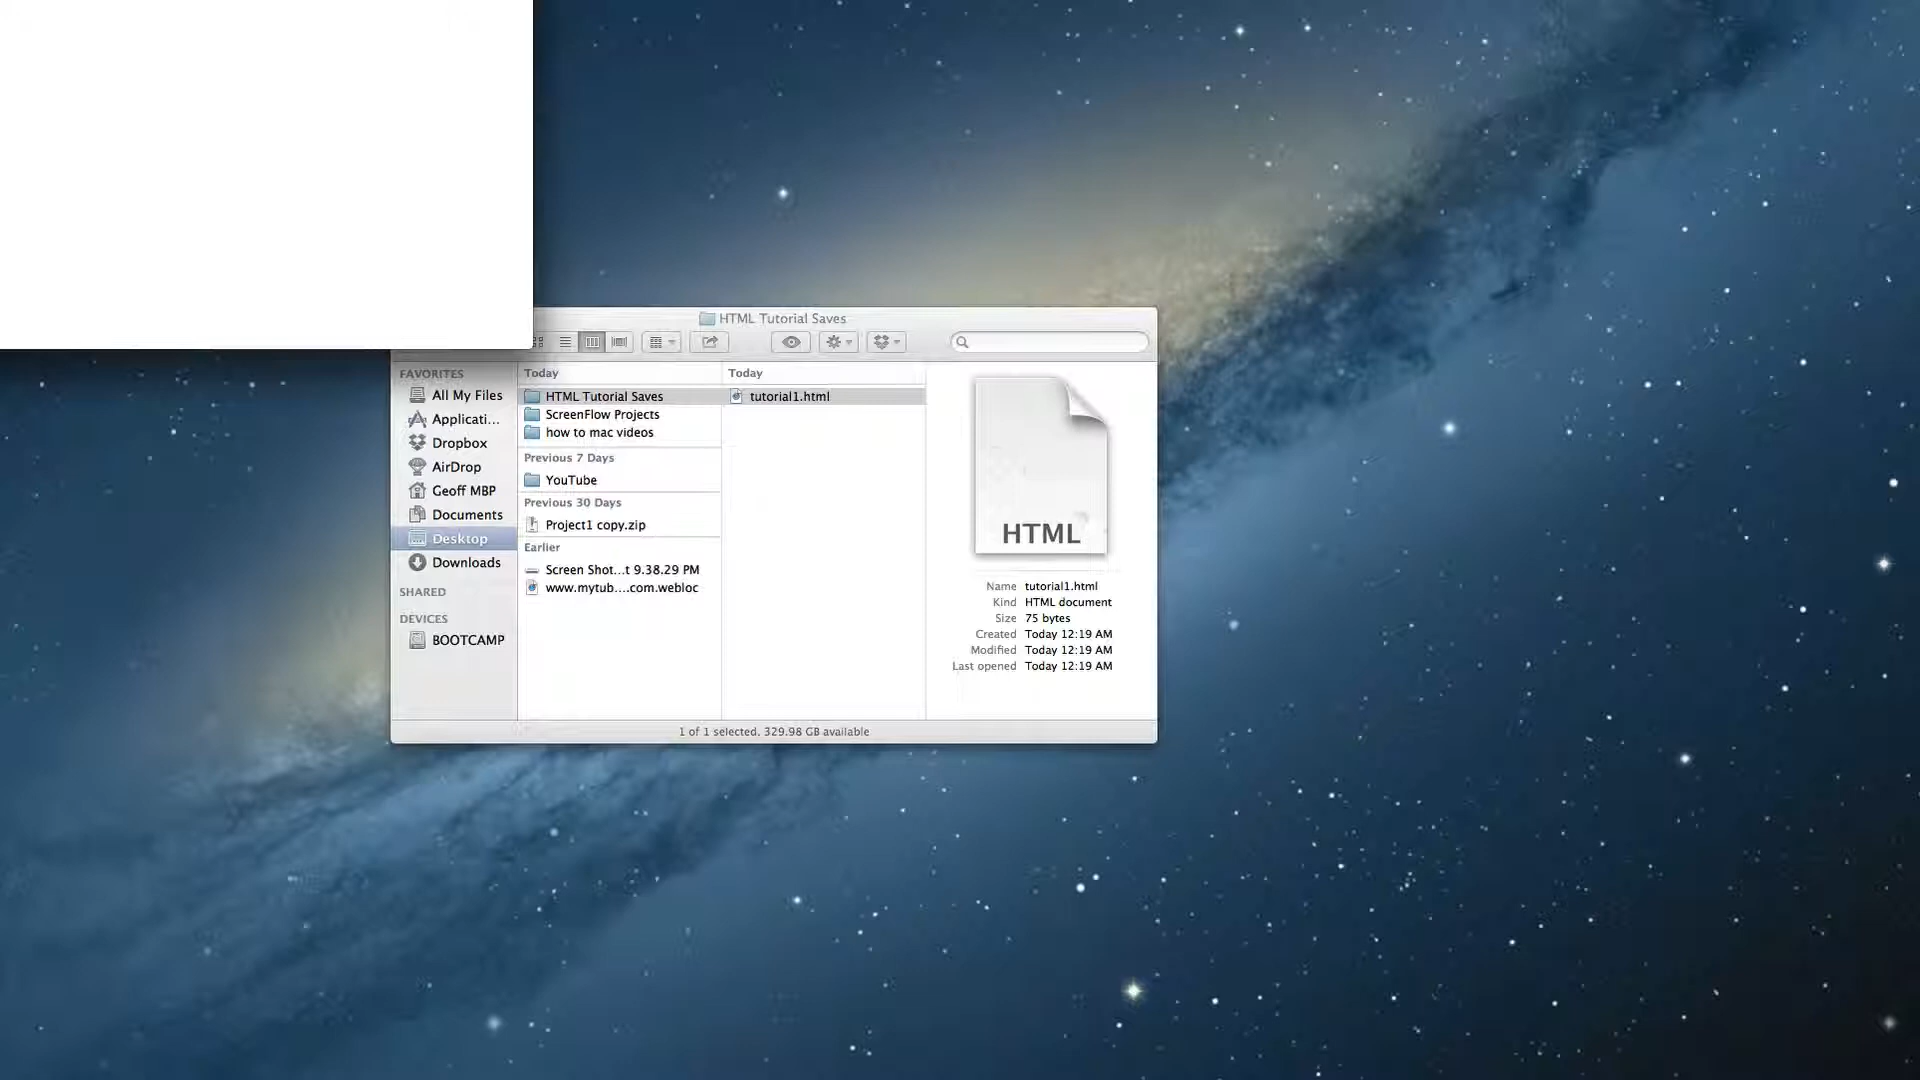 HTML Tutorial Saves
FAVORITES
All My Files
Applicati...
Dropbox
AirDrop
Geoff MBP
Documents
Desktop
Downloads
SHARED
DEVICES
BOOTCAMP
Today
HTML Tutorial Saves
ScreenFlow Projects
how to mac videos
Previous 7 Days
YouTube
Previous 30 Days
Project1 copy.zip
Earlier
Screen Shot...t 9.38.29 PM
www.mytub....com.webloc
Today
tutorial1.html
HTML
Name tutorial1.html
Kind HTML document
Size 75 bytes
Created Today 12:19 AM
Modified Today 12:19 AM
Last opened Today 12:19 AM
1 of 1 selected, 329.98 GB available